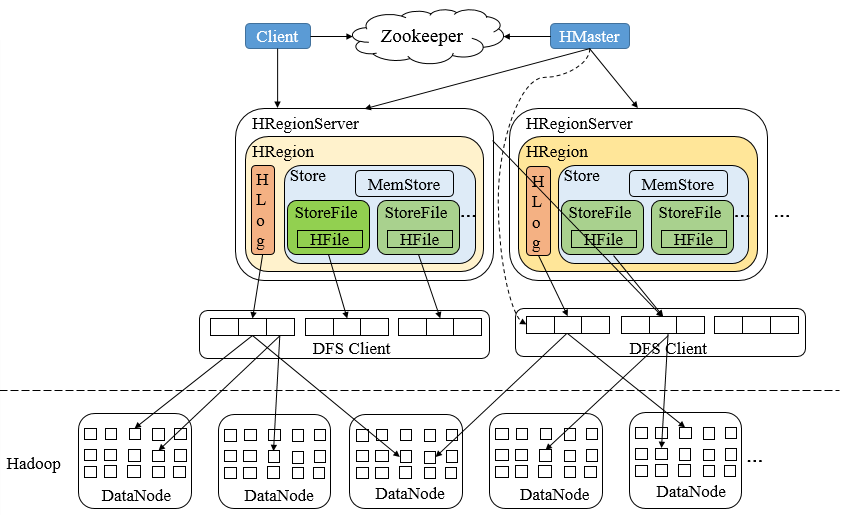 Client
Zookeeper
HMaster
HRegionServer
HRegion
HLog
Store
MemStore
StoreFile
HFile
StoreFile
HFile
...
HRegionServer
HRegion
HLog
Store
MemStore
StoreFile
HFile
StoreFile
HFile
...
...
DFS Client
DFS Client
Hadoop
DataNode
DataNode
DataNode
DataNode
DataNode
...